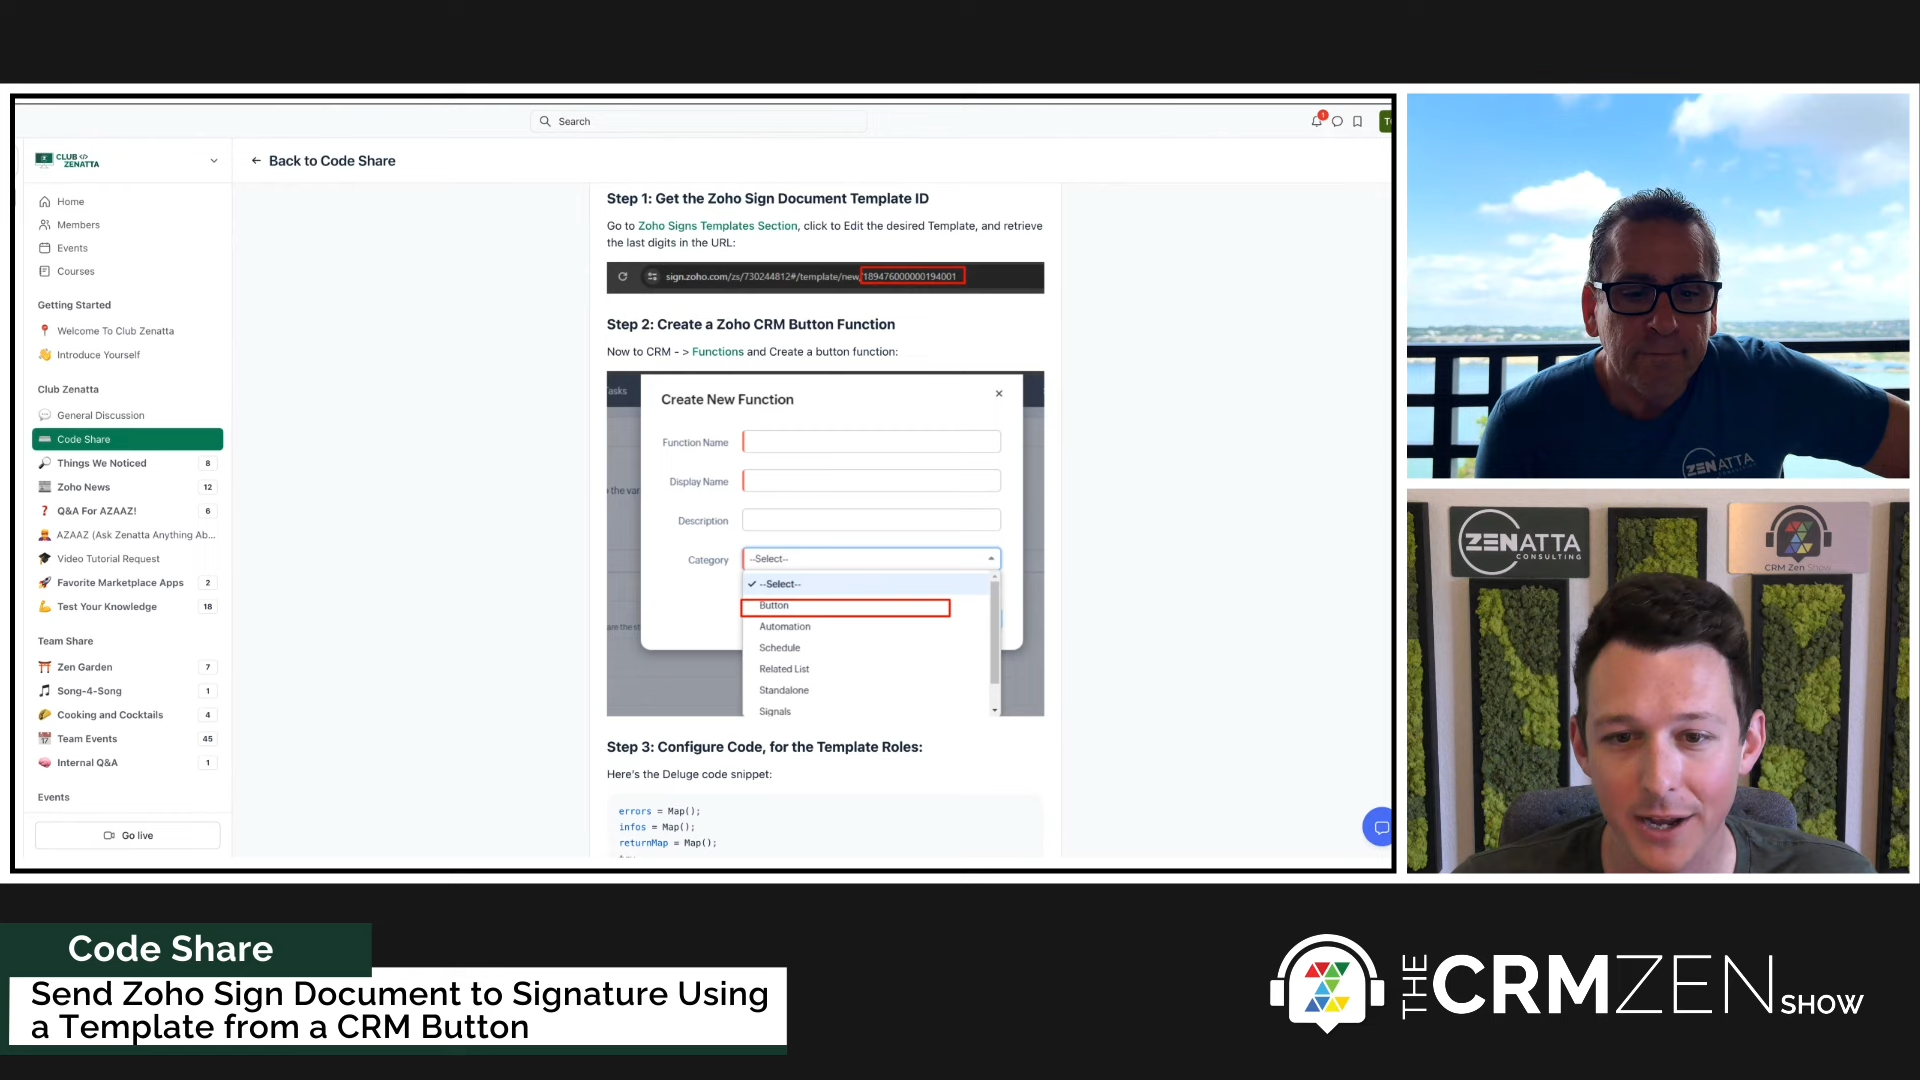 Search
1
CLUB </>
ZENATTA
← Back to Code Share
Home
Members
Events
Courses
Getting Started
Welcome To Club Zenatta
Introduce Yourself
Club Zenatta
General Discussion
Code Share
Things We Noticed 8
Zoho News 12
Q&A For AZAAZ! 6
AZAAZ (Ask Zenatta Anything Ab...
Video Tutorial Request
Favorite Marketplace Apps 2
Test Your Knowledge 18
Team Share
Zen Garden 7
Song-4-Song 1
Cooking and Cocktails 4
Team Events 45
Internal Q&A 1
Events
Go live
Step 1: Get the Zoho Sign Document Template ID
Go to Zoho Signs Templates Section, click to Edit the desired Template, and retrieve
the last digits in the URL:
sign.zoho.com/zs/730244812#/template/new/189476000000194001
Step 2: Create a Zoho CRM Button Function
Now to CRM - > Functions and Create a button function:
Tasks
Create New Function
Function Name
Display Name
Description
Category --Select--
--Select--
Button
Automation
Schedule
Related List
Standalone
Signals
Step 3: Configure Code, for the Template Roles:
Here's the Deluge code snippet:
errors = Map();
infos = Map();
returnMap = Map();
ZENATTA
ZENATTA
CONSULTING
CRM Zen Show
Code Share
Send Zoho Sign Document to Signature Using
a Template from a CRM Button
THE CRMZEN SHOW